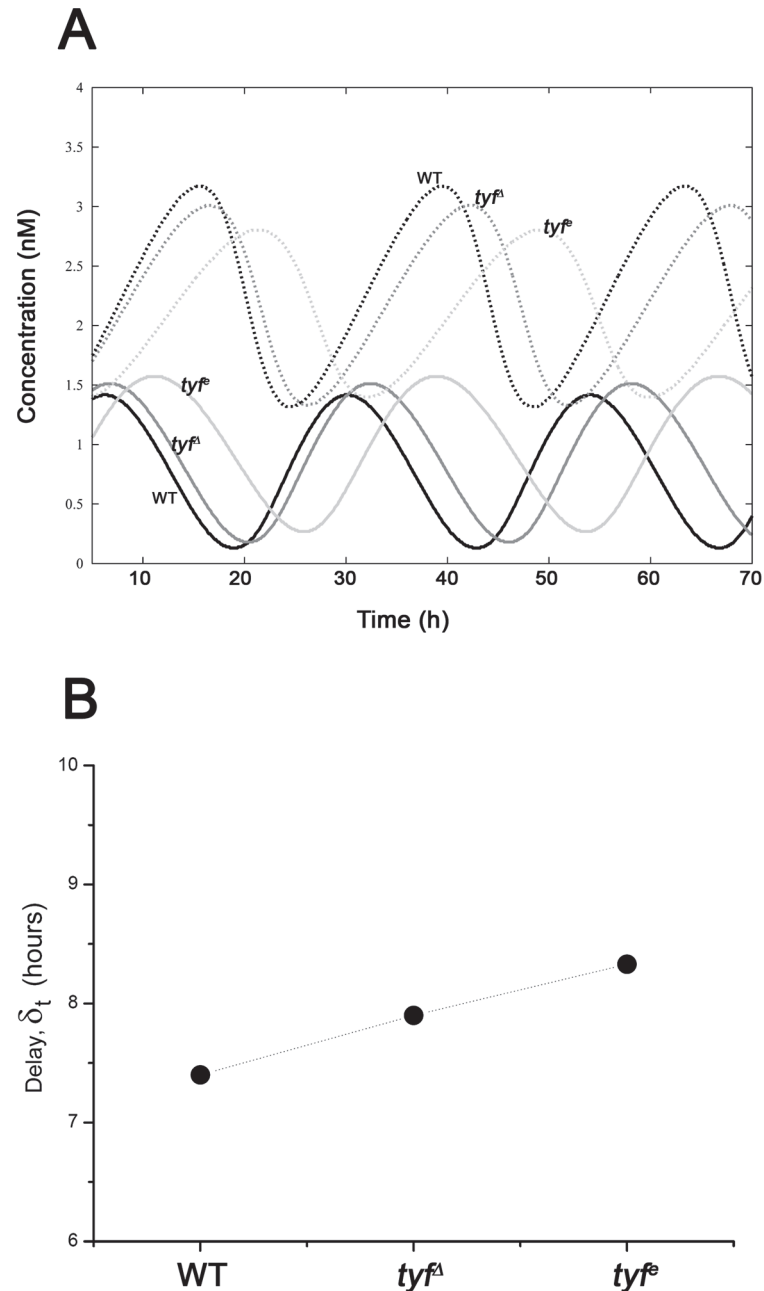 A
4
3.5
3
2.5
2
1.5
1
0.5
0
Concentration (nM)
WT
tyfΔ
tyfe
tyfe
tyfΔ
WT
10 20 30 40 50 60 70
Time (h)
B
10
9
8
7
6
Delay, δt (hours)
WT tyfΔ tyfe